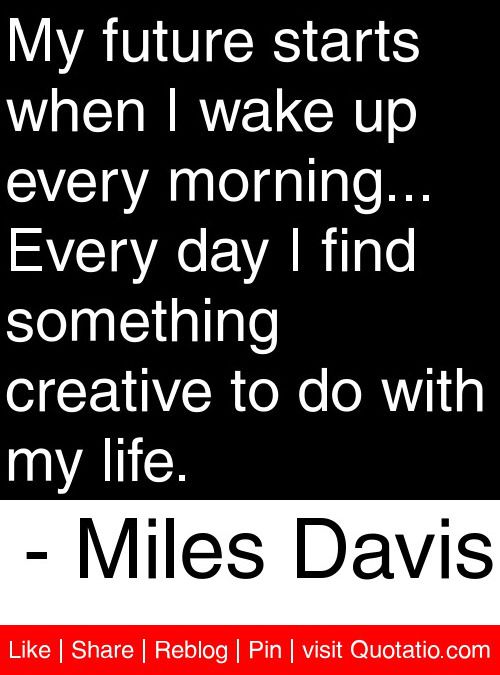 My future starts
when I wake up
every morning...
Every day I find
something
creative to do with
my life.
- Miles Davis
Like | Share | Reblog | Pin | visit Quotatio.com